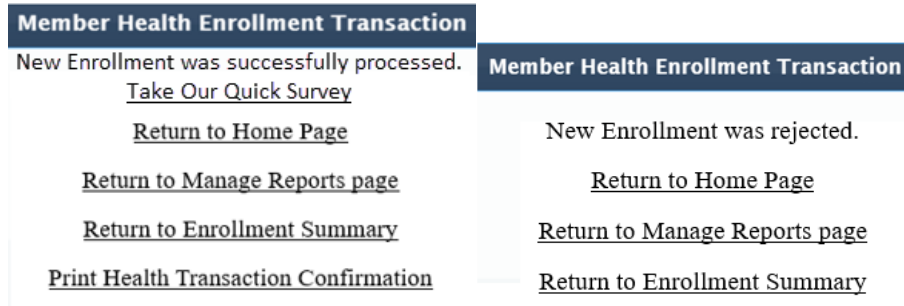 Member Health Enrollment Transaction
New Enrollment was successfully processed.
Take Our Quick Survey
Return to Home Page
Return to Manage Reports page
Return to Enrollment Summary
Print Health Transaction Confirmation
Member Health Enrollment Transaction
New Enrollment was rejected.
Return to Home Page
Return to Manage Reports page
Return to Enrollment Summary